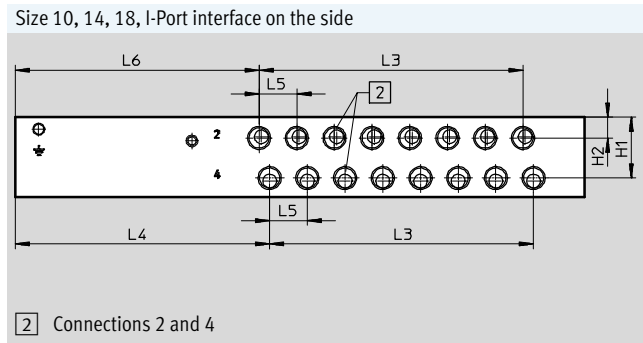 Size 10, 14, 18, I-Port interface on the side
L6 L3
L5 2
2
H2 H1
4
L5
L4 L3
2 Connections 2 and 4